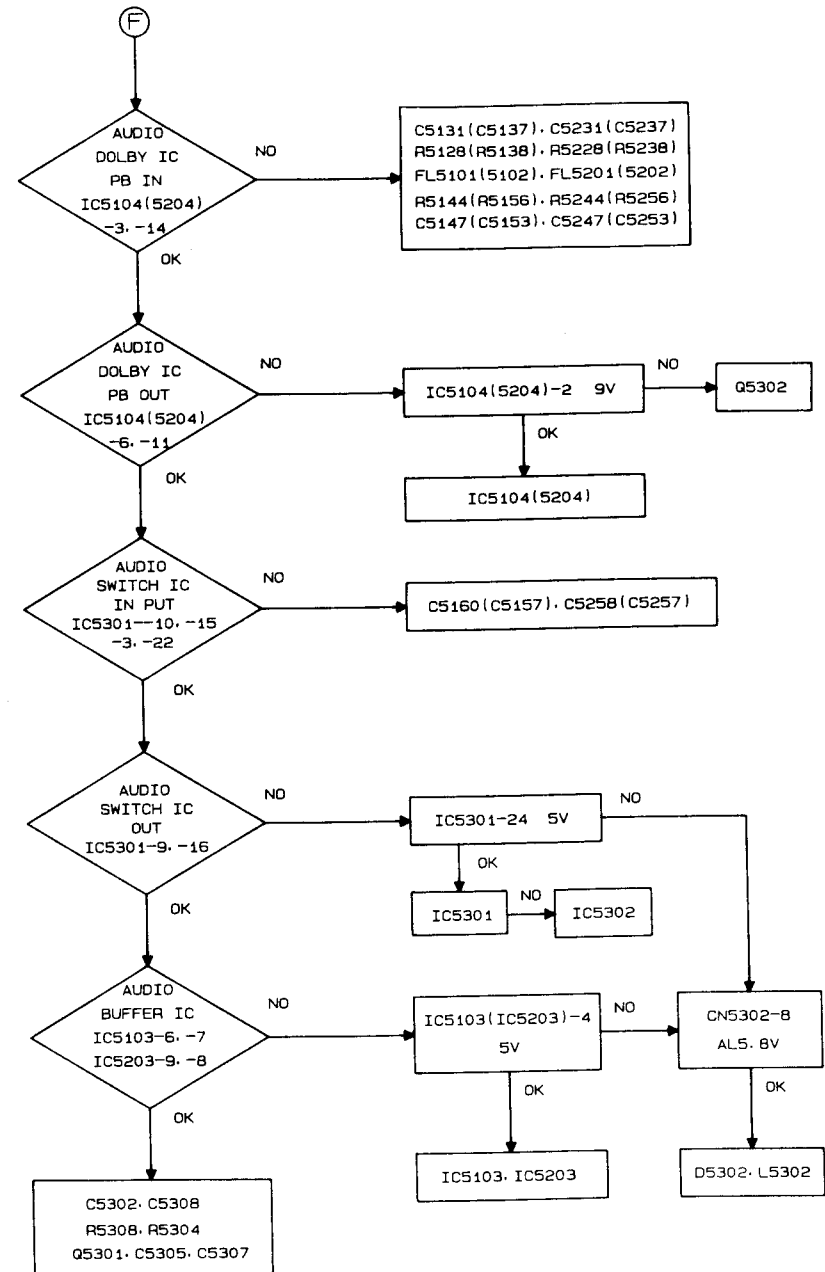 F
AUDIO
DOLBY IC
PB IN
IC5104(5204)
-3. -14
NO
C5131(C5137). C5231(C5237)
R5128(R5138). R5228(R5238)
FL5101(5102). FL5201(5202)
R5144(R5156). R5244(R5256)
C5147(C5153). C5247(C5253)
OK
AUDIO
DOLBY IC
PB OUT
IC5104(5204)
-6. -11
NO
IC5104(5204)-2 9V
NO
Q5302
OK
IC5104(5204)
OK
AUDIO
SWITCH IC
IN PUT
IC5301--10. -15
-3. -22
NO
C5160(C5157). C5258(C5257)
OK
AUDIO
SWITCH IC
OUT
IC5301-9. -16
NO
IC5301-24 5V
NO
OK
IC5301
NO
IC5302
OK
AUDIO
BUFFER IC
IC5103-6. -7
IC5203-9. -8
NO
IC5103(IC5203)-4
5V
NO
CN5302-8
AL5. 8V
OK
IC5103. IC5203
OK
D5302. L5302
OK
C5302. C5308
R5308. R5304
Q5301. C5305. C5307